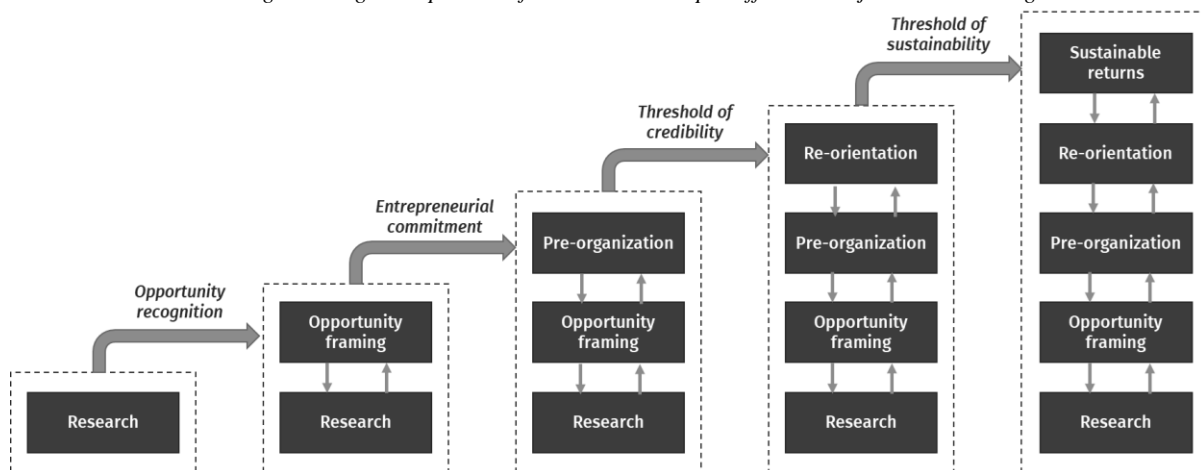 Threshold of
sustainability
Sustainable
returns
Threshold of
credibility
Re-orientation
Re-orientation
Entrepreneurial
commitment
Pre-organization
Pre-organization
Pre-organization
Opportunity
recognition
Opportunity
framing
Opportunity
framing
Opportunity
framing
Opportunity
framing
Research
Research
Research
Research
Research